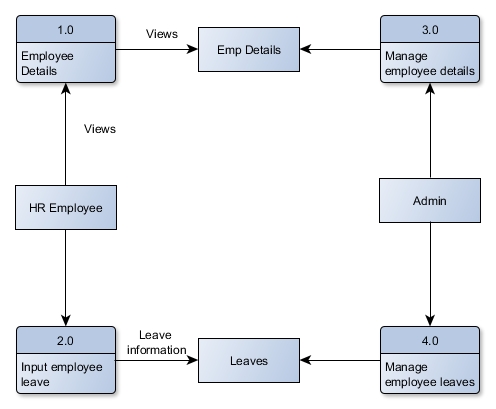 1.0
Employee
Details
Views
Emp Details
3.0
Manage
employee details
Views
HR Employee
Admin
2.0
Input employee
leave
Leave
information
Leaves
4.0
Manage
employee leaves